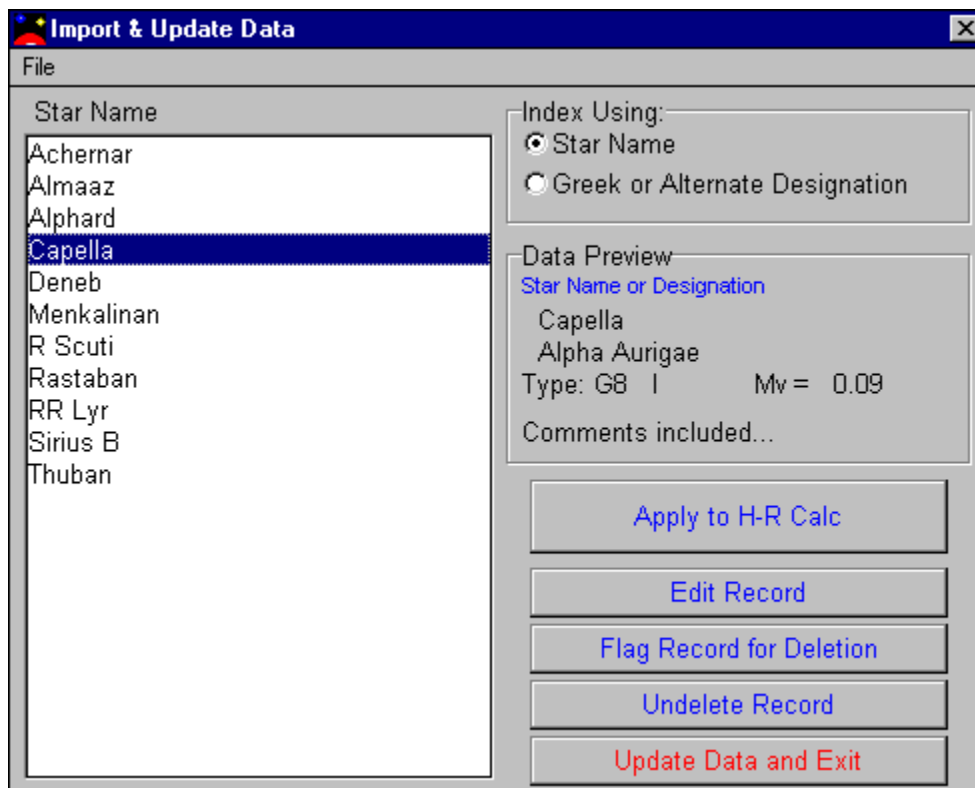 Import & Update Data
File
Star Name
Achernar
Almaaz
Alphard
Capella
Deneb
Menkalinan
R Scuti
Rastaban
RR Lyr
Sirius B
Thuban
Index Using:
Star Name
Greek or Alternate Designation
Data Preview
Star Name or Designation
Capella
Alpha Aurigae
Type: G8 I Mv = 0.09
Comments included...
Apply to H-R Calc
Edit Record
Flag Record for Deletion
Undelete Record
Update Data and Exit